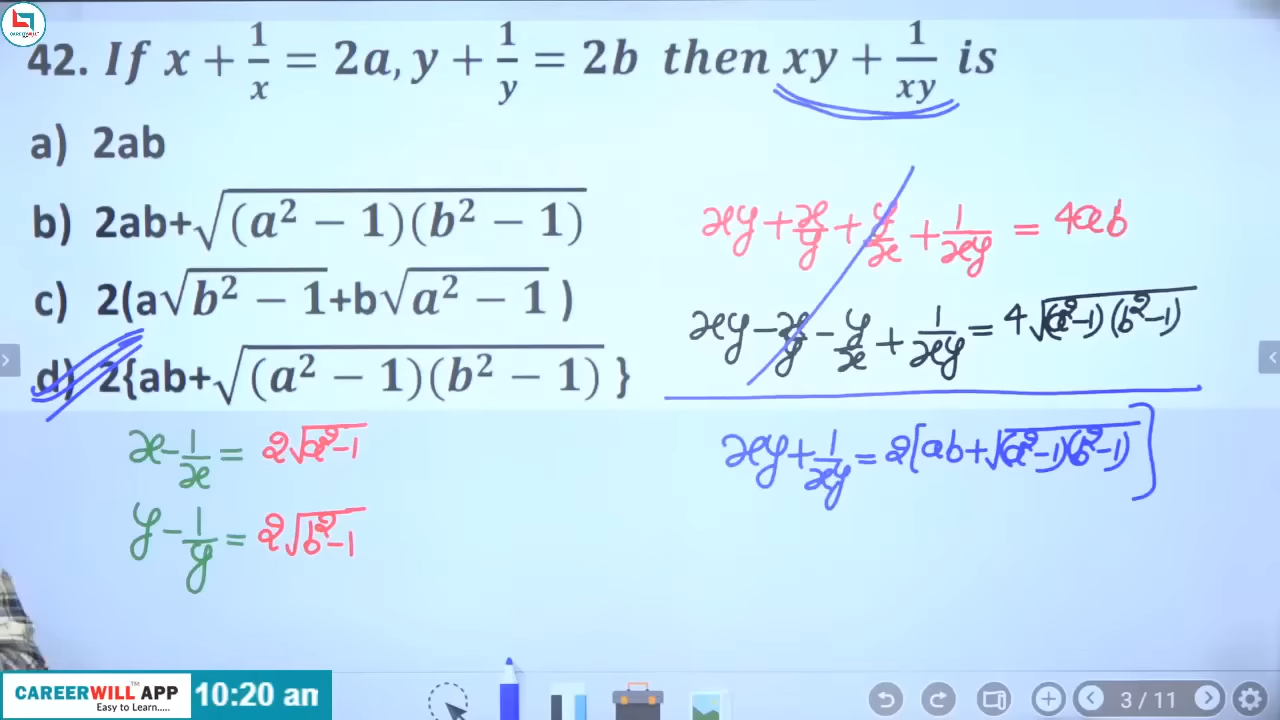 CAREERWILL
42. If x + 1/x = 2a, y + 1/y = 2b then xy + 1/xy is
a) 2ab
b) 2ab+√(a² − 1)(b² − 1)
c) 2(a√b² − 1+b√a² − 1 )
d) 2{ab+√(a² − 1)(b² − 1) }
x − 1/x = 2√a²−1
y − 1/y = 2√b²−1
xy + x/y + y/x + 1/xy = 4ab
xy − x/y − y/x + 1/xy = 4√(a²−1)(b²−1)
xy + 1/xy = 2[ab+√(a²−1)(b²−1)]
CAREERWILL™ APP
Easy to Learn.....
10:20 am
3 / 11